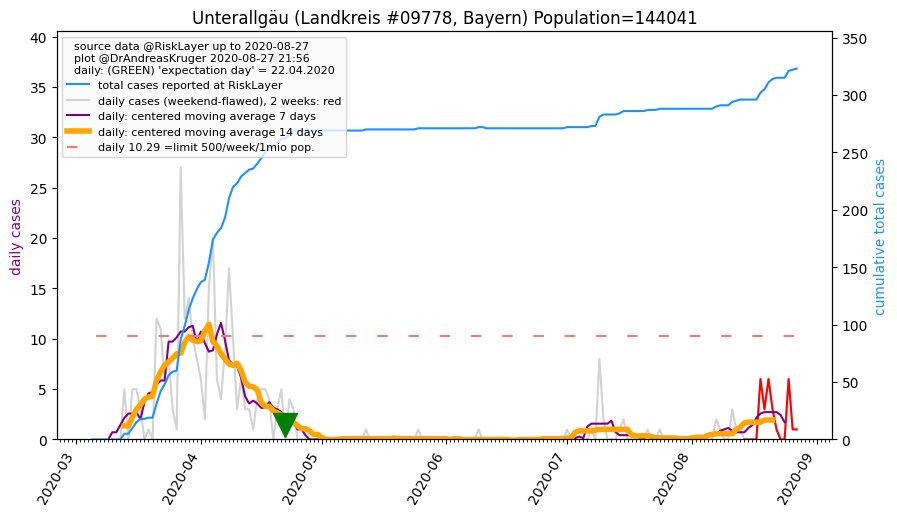 Unterallgäu (Landkreis #09778, Bayern) Population=144041
source data @RiskLayer up to 2020-08-27
plot @DrAndreasKruger 2020-08-27 21:56
daily: (GREEN) 'expectation day' = 22.04.2020
total cases reported at RiskLayer
daily cases (weekend-flawed), 2 weeks: red
daily: centered moving average 7 days
daily: centered moving average 14 days
daily 10.29 =limit 500/week/1mio pop.
daily cases
40
35
30
25
20
15
10
5
0
cumulative total cases
350
300
250
200
150
100
50
0
2020-03
2020-04
2020-05
2020-06
2020-07
2020-08
2020-09